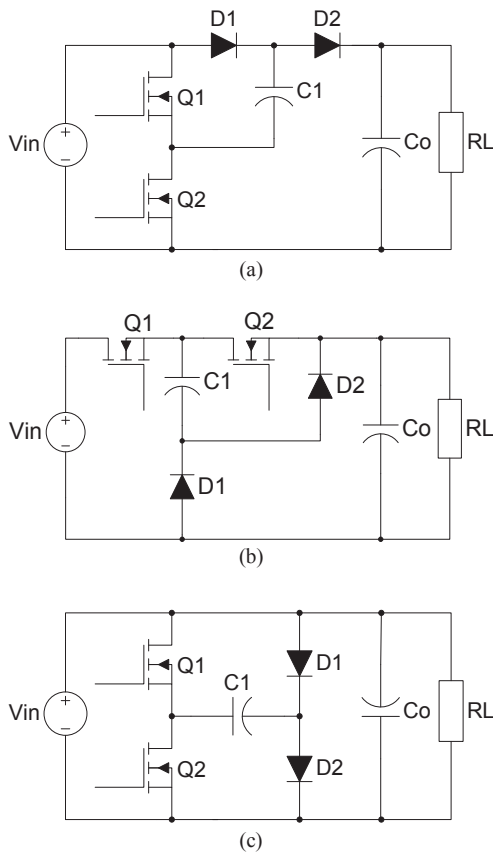 D1 D2
Q1 C1
Vin + − Co RL
Q2
(a)
Q1 Q2
C1
D2
Vin + − Co RL
D1
(b)
Q1 D1
C1
Vin + − Co RL
Q2 D2
(c)